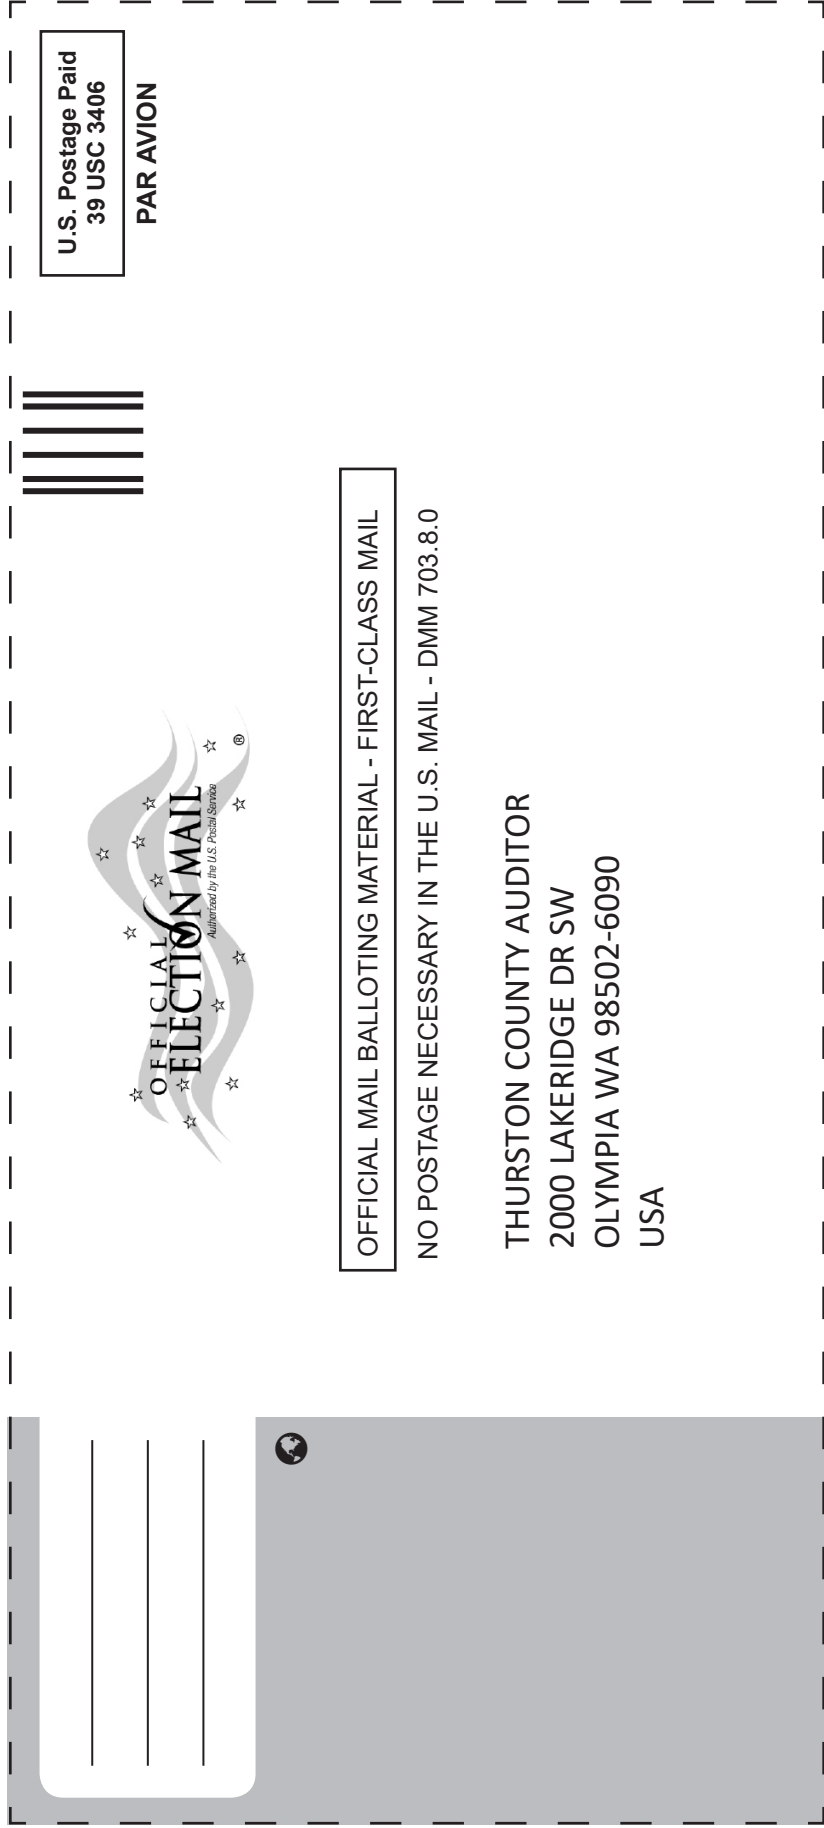 U.S. Postage Paid
39 USC 3406
PAR AVION
OFFICIAL
ELECTION MAIL
Authorized by the U.S. Postal Service
®
OFFICIAL MAIL BALLOTING MATERIAL - FIRST-CLASS MAIL
NO POSTAGE NECESSARY IN THE U.S. MAIL - DMM 703.8.0
THURSTON COUNTY AUDITOR
2000 LAKERIDGE DR SW
OLYMPIA WA 98502-6090
USA